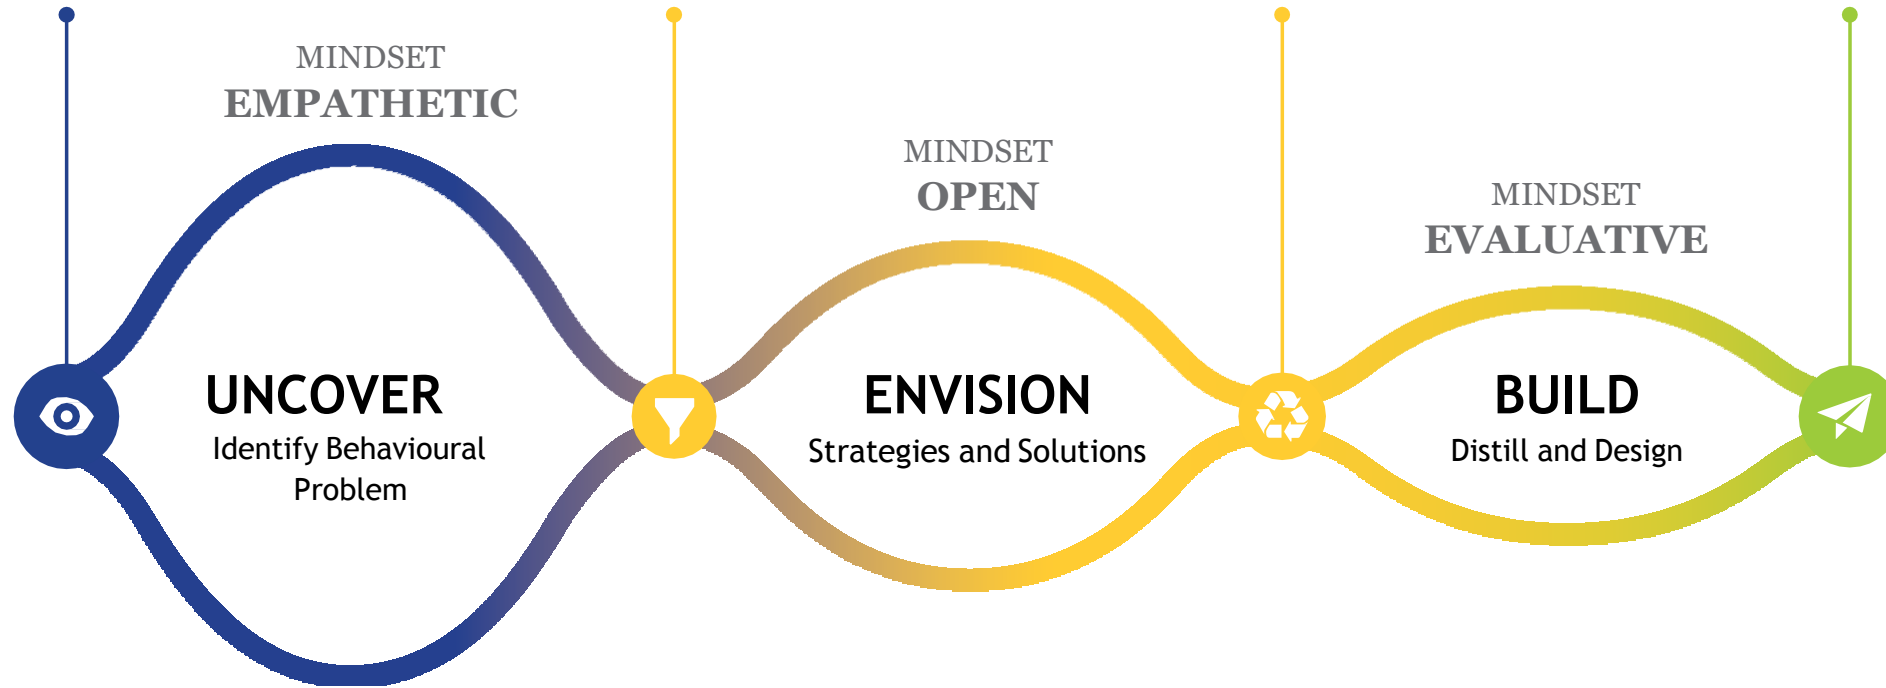 MINDSET
EMPATHETIC
UNCOVER
Identify Behavioural
Problem
MINDSET
OPEN
ENVISION
Strategies and Solutions
MINDSET
EVALUATIVE
BUILD
Distill and Design